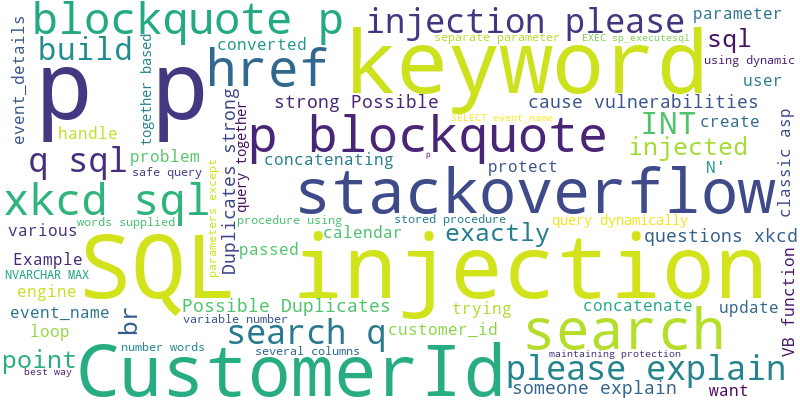 blockquote p
injection please
parameter
event_details
build
together based
converted
separate parameter
EXEC sp_executesql
sql
using dynamic
p p
href
keyword
user
strong Possible
cause vulnerabilities
handle
Duplicates strong
query together
SELECT event_name
INT
create
classic asp
p blockquote
injected
q sql
problem
concatenating
p
protect
N'
safe query
parameters except
xkcd sql
stackoverflow
various
words supplied
procedure using
stored procedure
query dynamically
calendar
exactly
questions xkcd
Example
passed
SQL injection
NVARCHAR MAX
VB function
engine
Possible Duplicates
trying
concatenate
update
event_name
br
variable number
search q
customer_id
search
loop
point
number words
several columns
maintaining protection
CustomerId
please explain
best way
someone explain
want